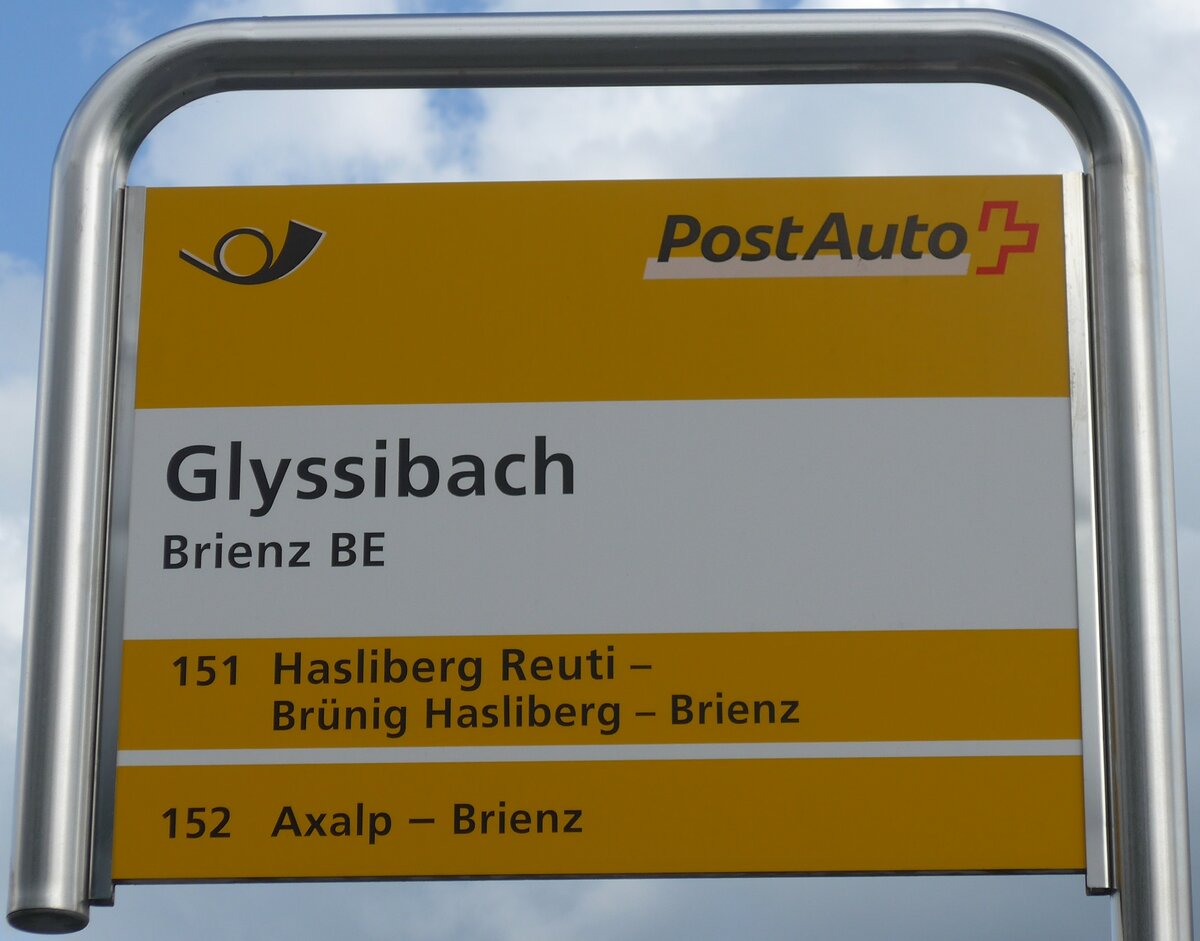 PostAuto
Glyssibach
Brienz BE
151 Hasliberg Reuti –
Brünig Hasliberg – Brienz
152 Axalp – Brienz